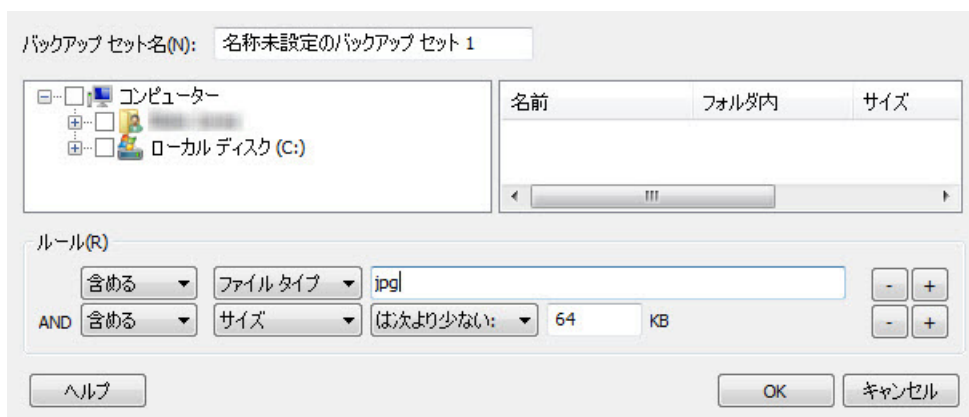 バックアップ セット名(N): 名称未設定のバックアップ セット 1
コンピューター
名前 フォルダ内 サイズ
ローカル ディスク (C:)
ルール(R)
含める ファイル タイプ jpg - +
AND 含める サイズ は次より少ない: 64 KB - +
ヘルプ OK キャンセル